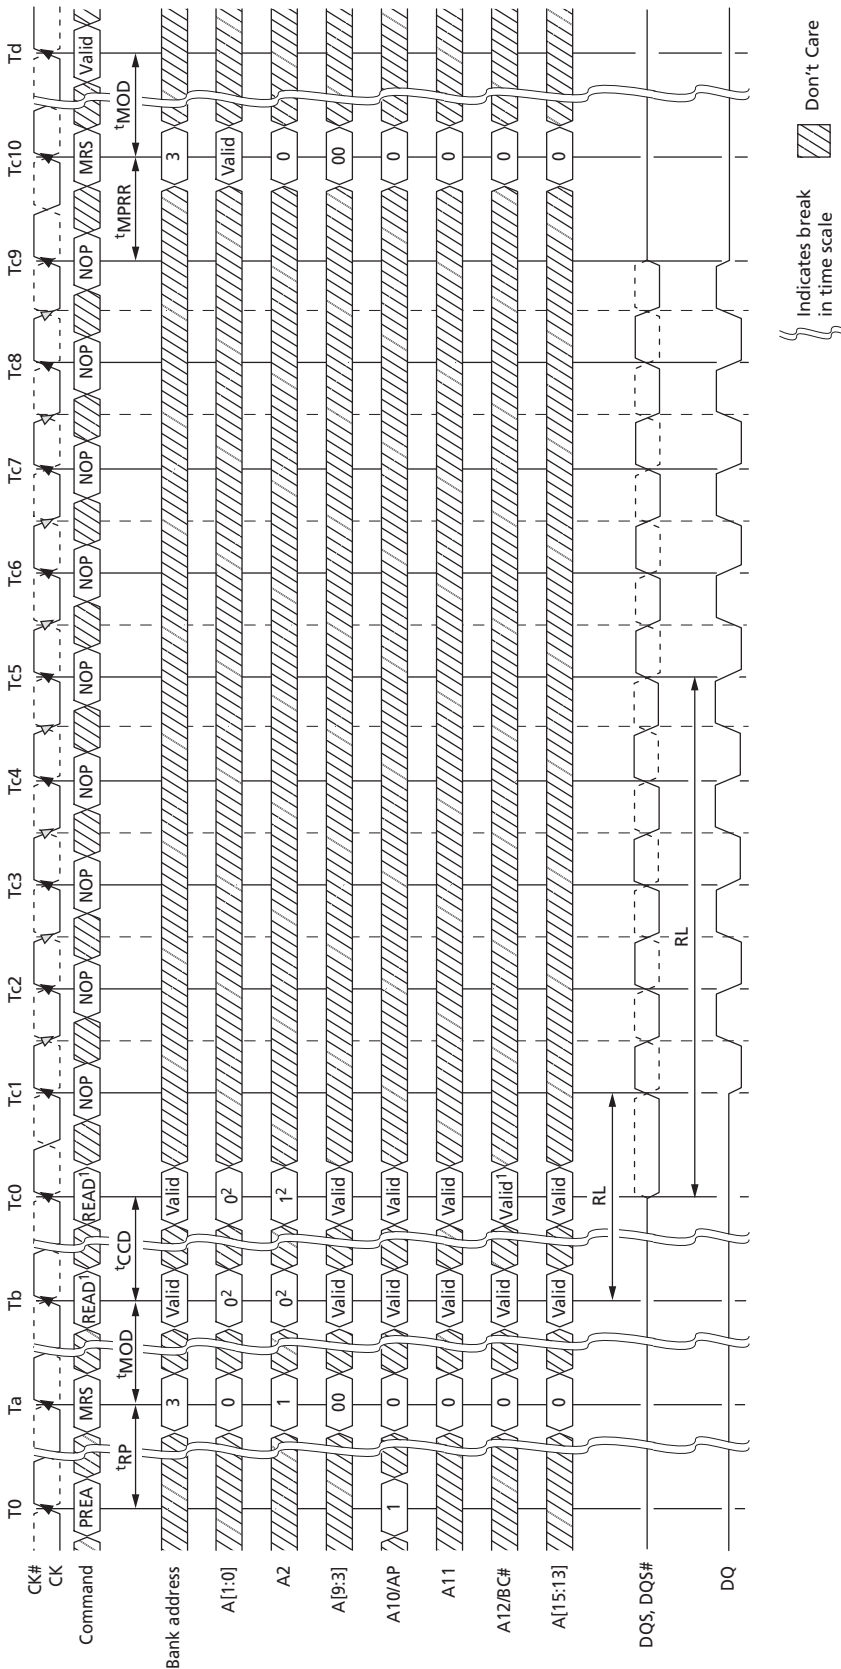 T0 Ta Tb Tc0 Tc1 Tc2 Tc3 Tc4 Tc5 Tc6 Tc7 Tc8 Tc9 Tc10 Td
CK#
CK
Command PREA MRS READ1 READ1 NOP NOP NOP NOP NOP NOP NOP NOP NOP MRS Valid
tRP tMOD tCCD tMPRR tMOD
Bank address 3 Valid Valid 3
A[1:0] 0 02 02 Valid
A2 1 02 12 0
A[9:3] 00 Valid Valid 00
A10/AP 1 0 Valid Valid 0
A11 0 Valid Valid 0
A12/BC# 0 Valid Valid1 0
A[15:13] 0 Valid Valid 0
RL
DQS, DQS#
RL
DQ
Indicates break
in time scale
Don't Care